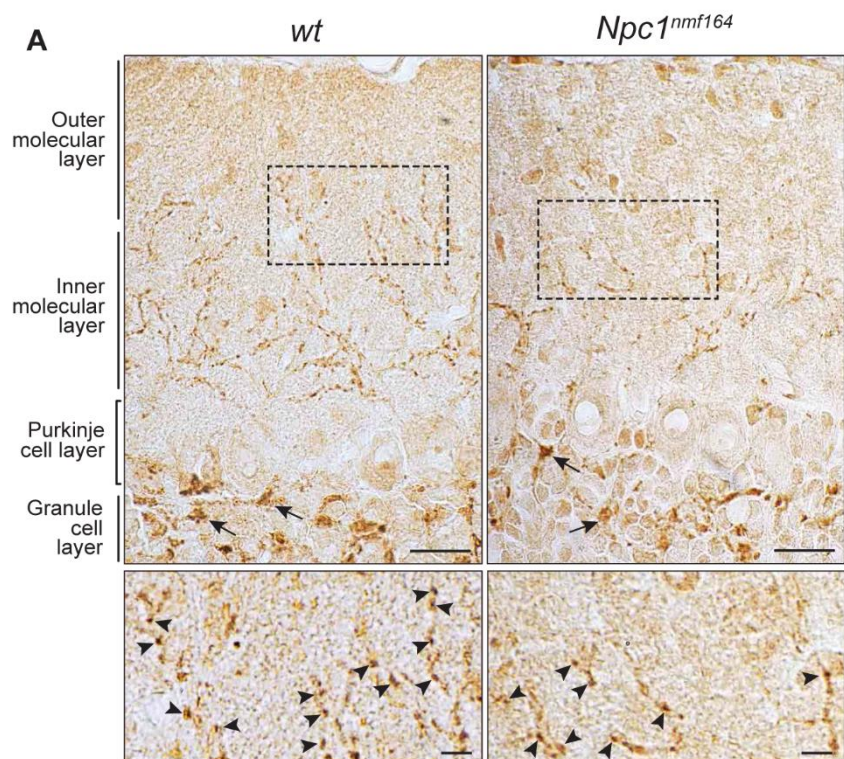 A
wt
Npc1nmf164
Outer
molecular
layer
Inner
molecular
layer
Purkinje
cell layer
Granule
cell
layer